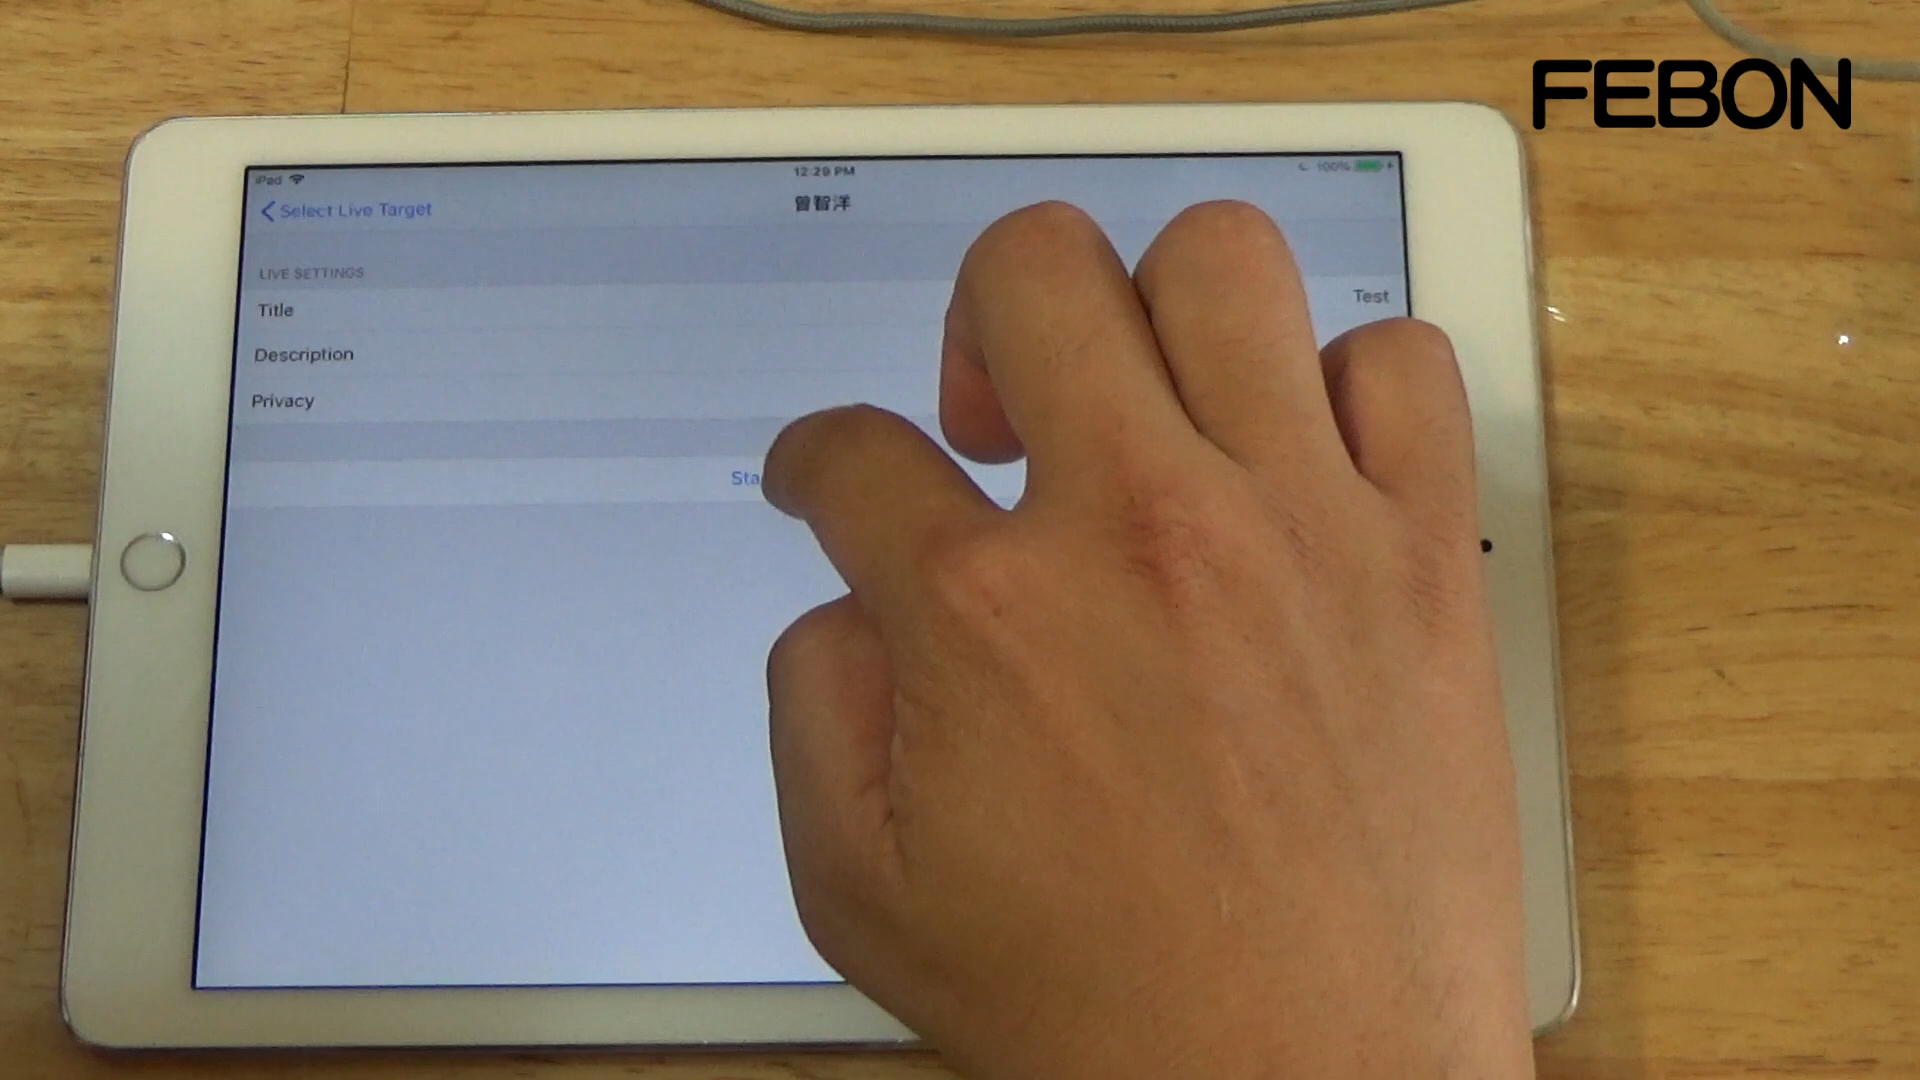 FEBON
iPad 12:29 PM 100%
Select Live Target 曾智洋
LIVE SETTINGS
Title Test
Description
Privacy
Sta